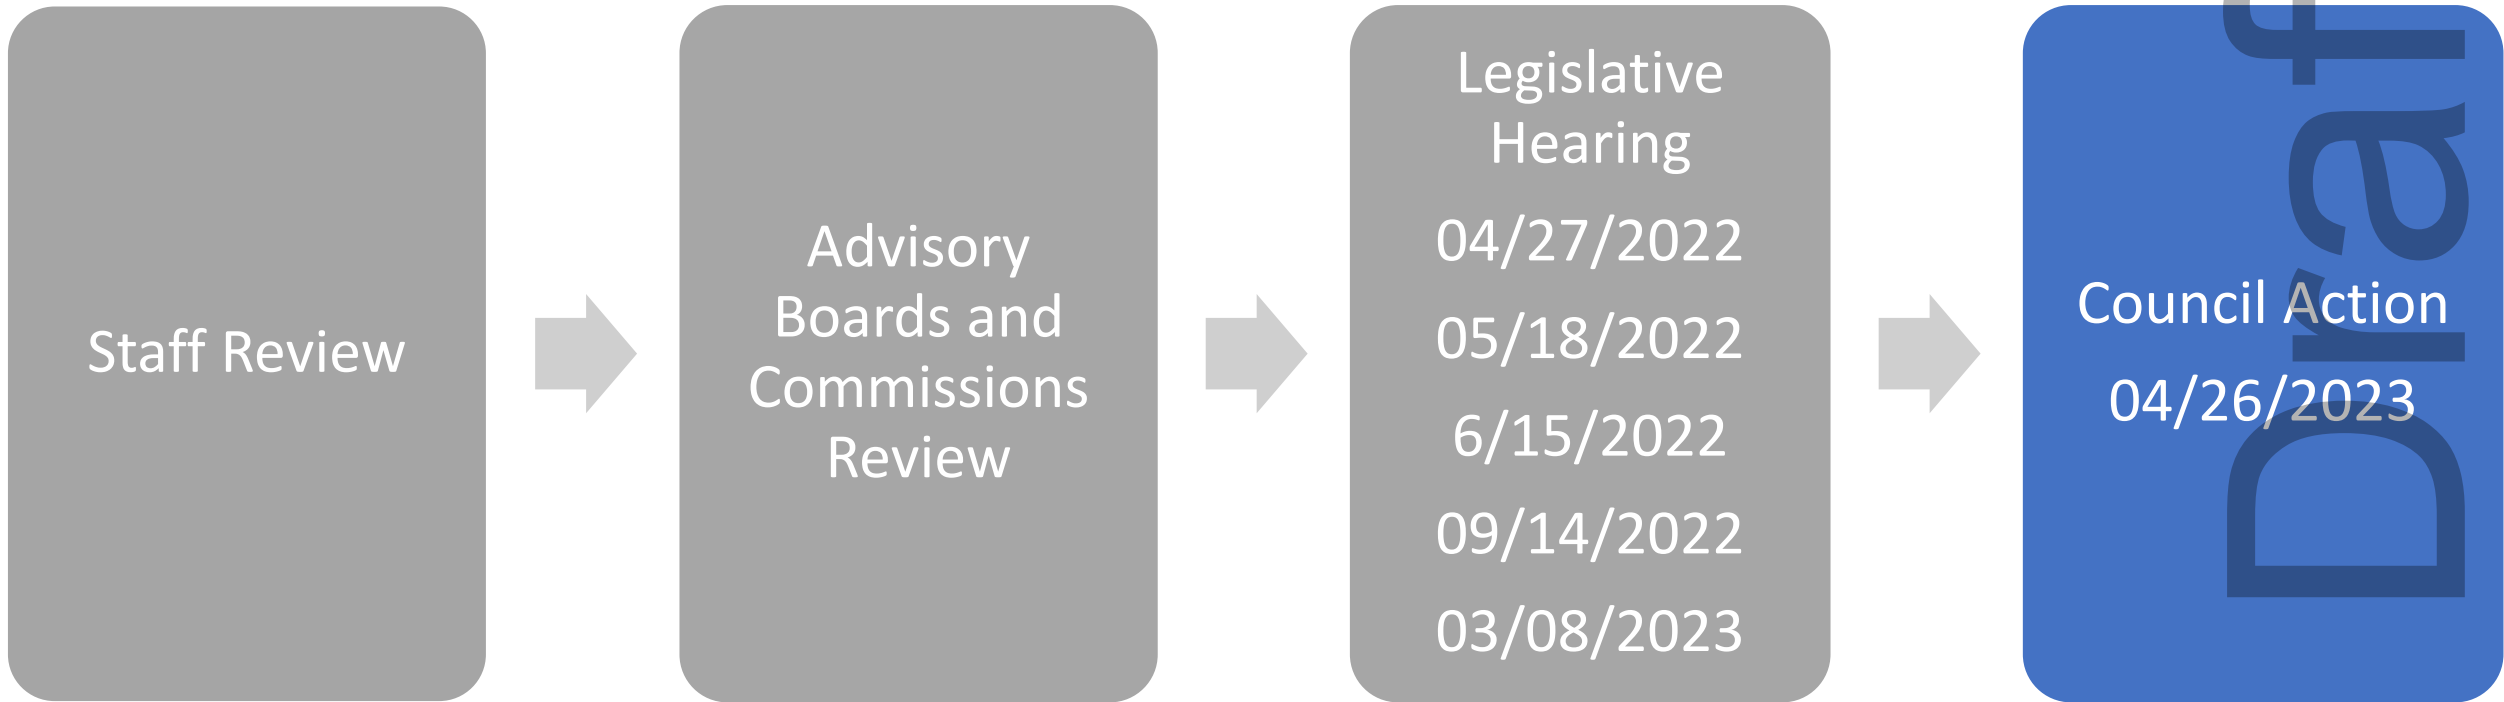 Staff Review
Advisory
Boards and
Commissions
Review
Legislative
Hearing
04/27/2022
05/18/2022
6/15/2022
09/14/2022
03/08/2023
Council Action
04/26/2023
Draf